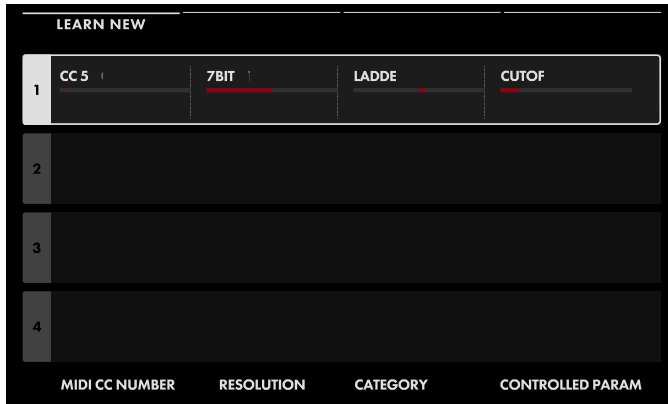 LEARN NEW
1 CC 5 7BIT LADDE CUTOF
2
3
4
MIDI CC NUMBER RESOLUTION CATEGORY CONTROLLED PARAM